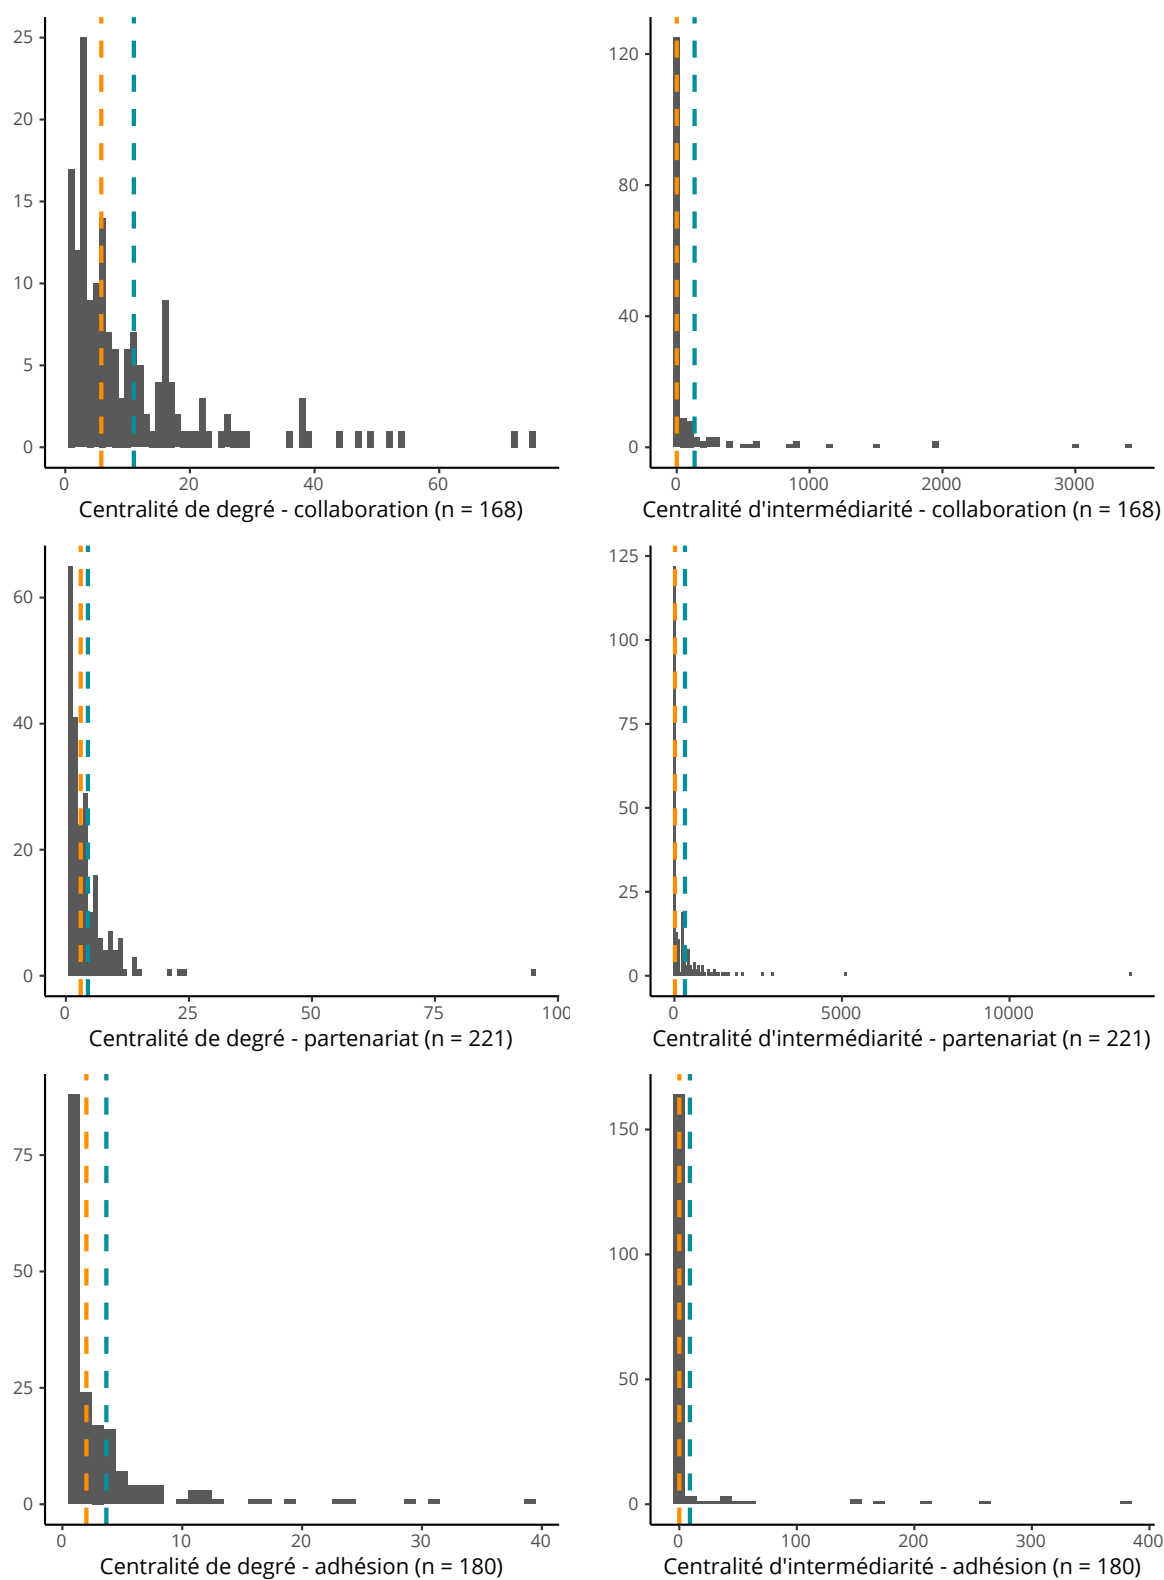 25
20
15
10
5
0
0 20 40 60
Centralité de degré - collaboration (n = 168)
120
80
40
0
0 1000 2000 3000
Centralité d'intermédiarité - collaboration (n = 168)
60
40
20
0
0 25 50 75 100
Centralité de degré - partenariat (n = 221)
125
100
75
50
25
0
0 5000 10000
Centralité d'intermédiarité - partenariat (n = 221)
75
50
25
0
0 10 20 30 40
Centralité de degré - adhésion (n = 180)
150
100
50
0
0 100 200 300 400
Centralité d'intermédiarité - adhésion (n = 180)